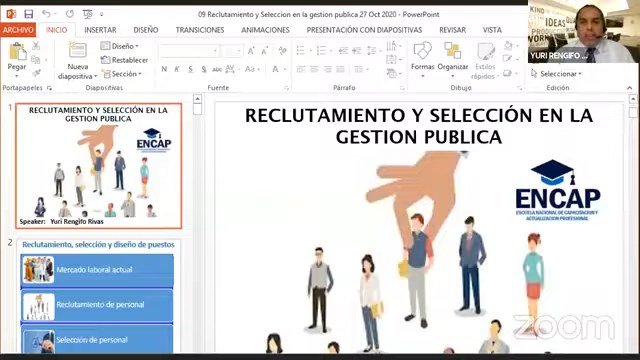 09 Reclutamiento y Seleccion en la gestion publica 27 Oct 2020 - PowerPoint
ARCHIVO INICIO INSERTAR DISEÑO TRANSICIONES ANIMACIONES PRESENTACIÓN CON DIAPOSITIVAS REVISAR VISTA
Pegar
Nueva diapositiva
Diseño
Restablecer
Sección
N K S
Formas
Organizar
Estilos rápidos
Seleccionar
Portapapeles
Diapositivas
Fuente
Párrafo
IDEAS
YURI RENGIFO ...
1
RECLUTAMIENTO Y SELECCIÓN EN LA
GESTION PUBLICA
ENCAP
Speaker: Yuri Rengifo Rivas
2
Reclutamiento, selección y diseño de puestos
Mercado laboral actual
Reclutamiento de personal
Selección de personal
RECLUTAMIENTO Y SELECCIÓN EN LA
GESTION PUBLICA
ENCAP
ESCUELA NACIONAL DE CAPACITACION Y
ACTUALIZACION PROFESIONAL
zoom